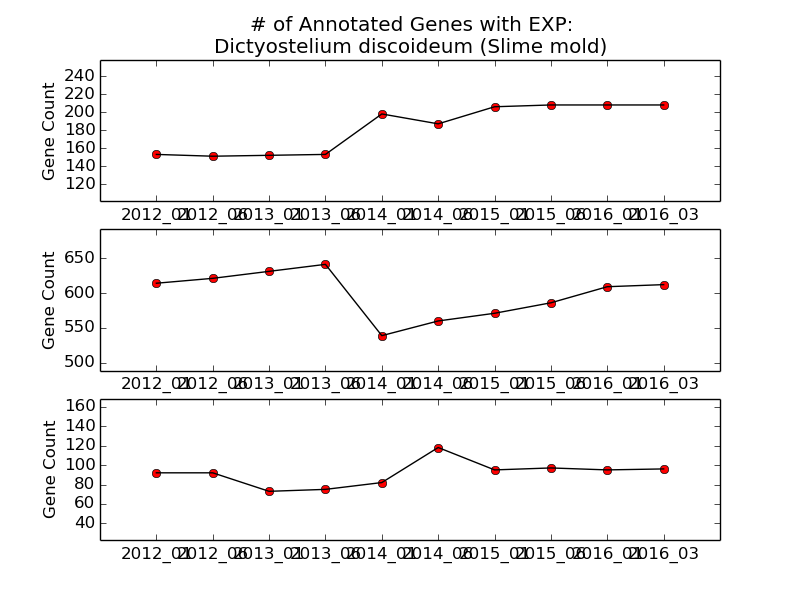 # of Annotated Genes with EXP:
Dictyostelium discoideum (Slime mold)
240
220
200
180
160
140
120
Gene Count
2012_01 2012_06 2013_01 2013_06 2014_01 2014_06 2015_01 2015_06 2016_01 2016_03
650
600
550
500
Gene Count
2012_01 2012_06 2013_01 2013_06 2014_01 2014_06 2015_01 2015_06 2016_01 2016_03
160
140
120
100
80
60
40
Gene Count
2012_01 2012_06 2013_01 2013_06 2014_01 2014_06 2015_01 2015_06 2016_01 2016_03